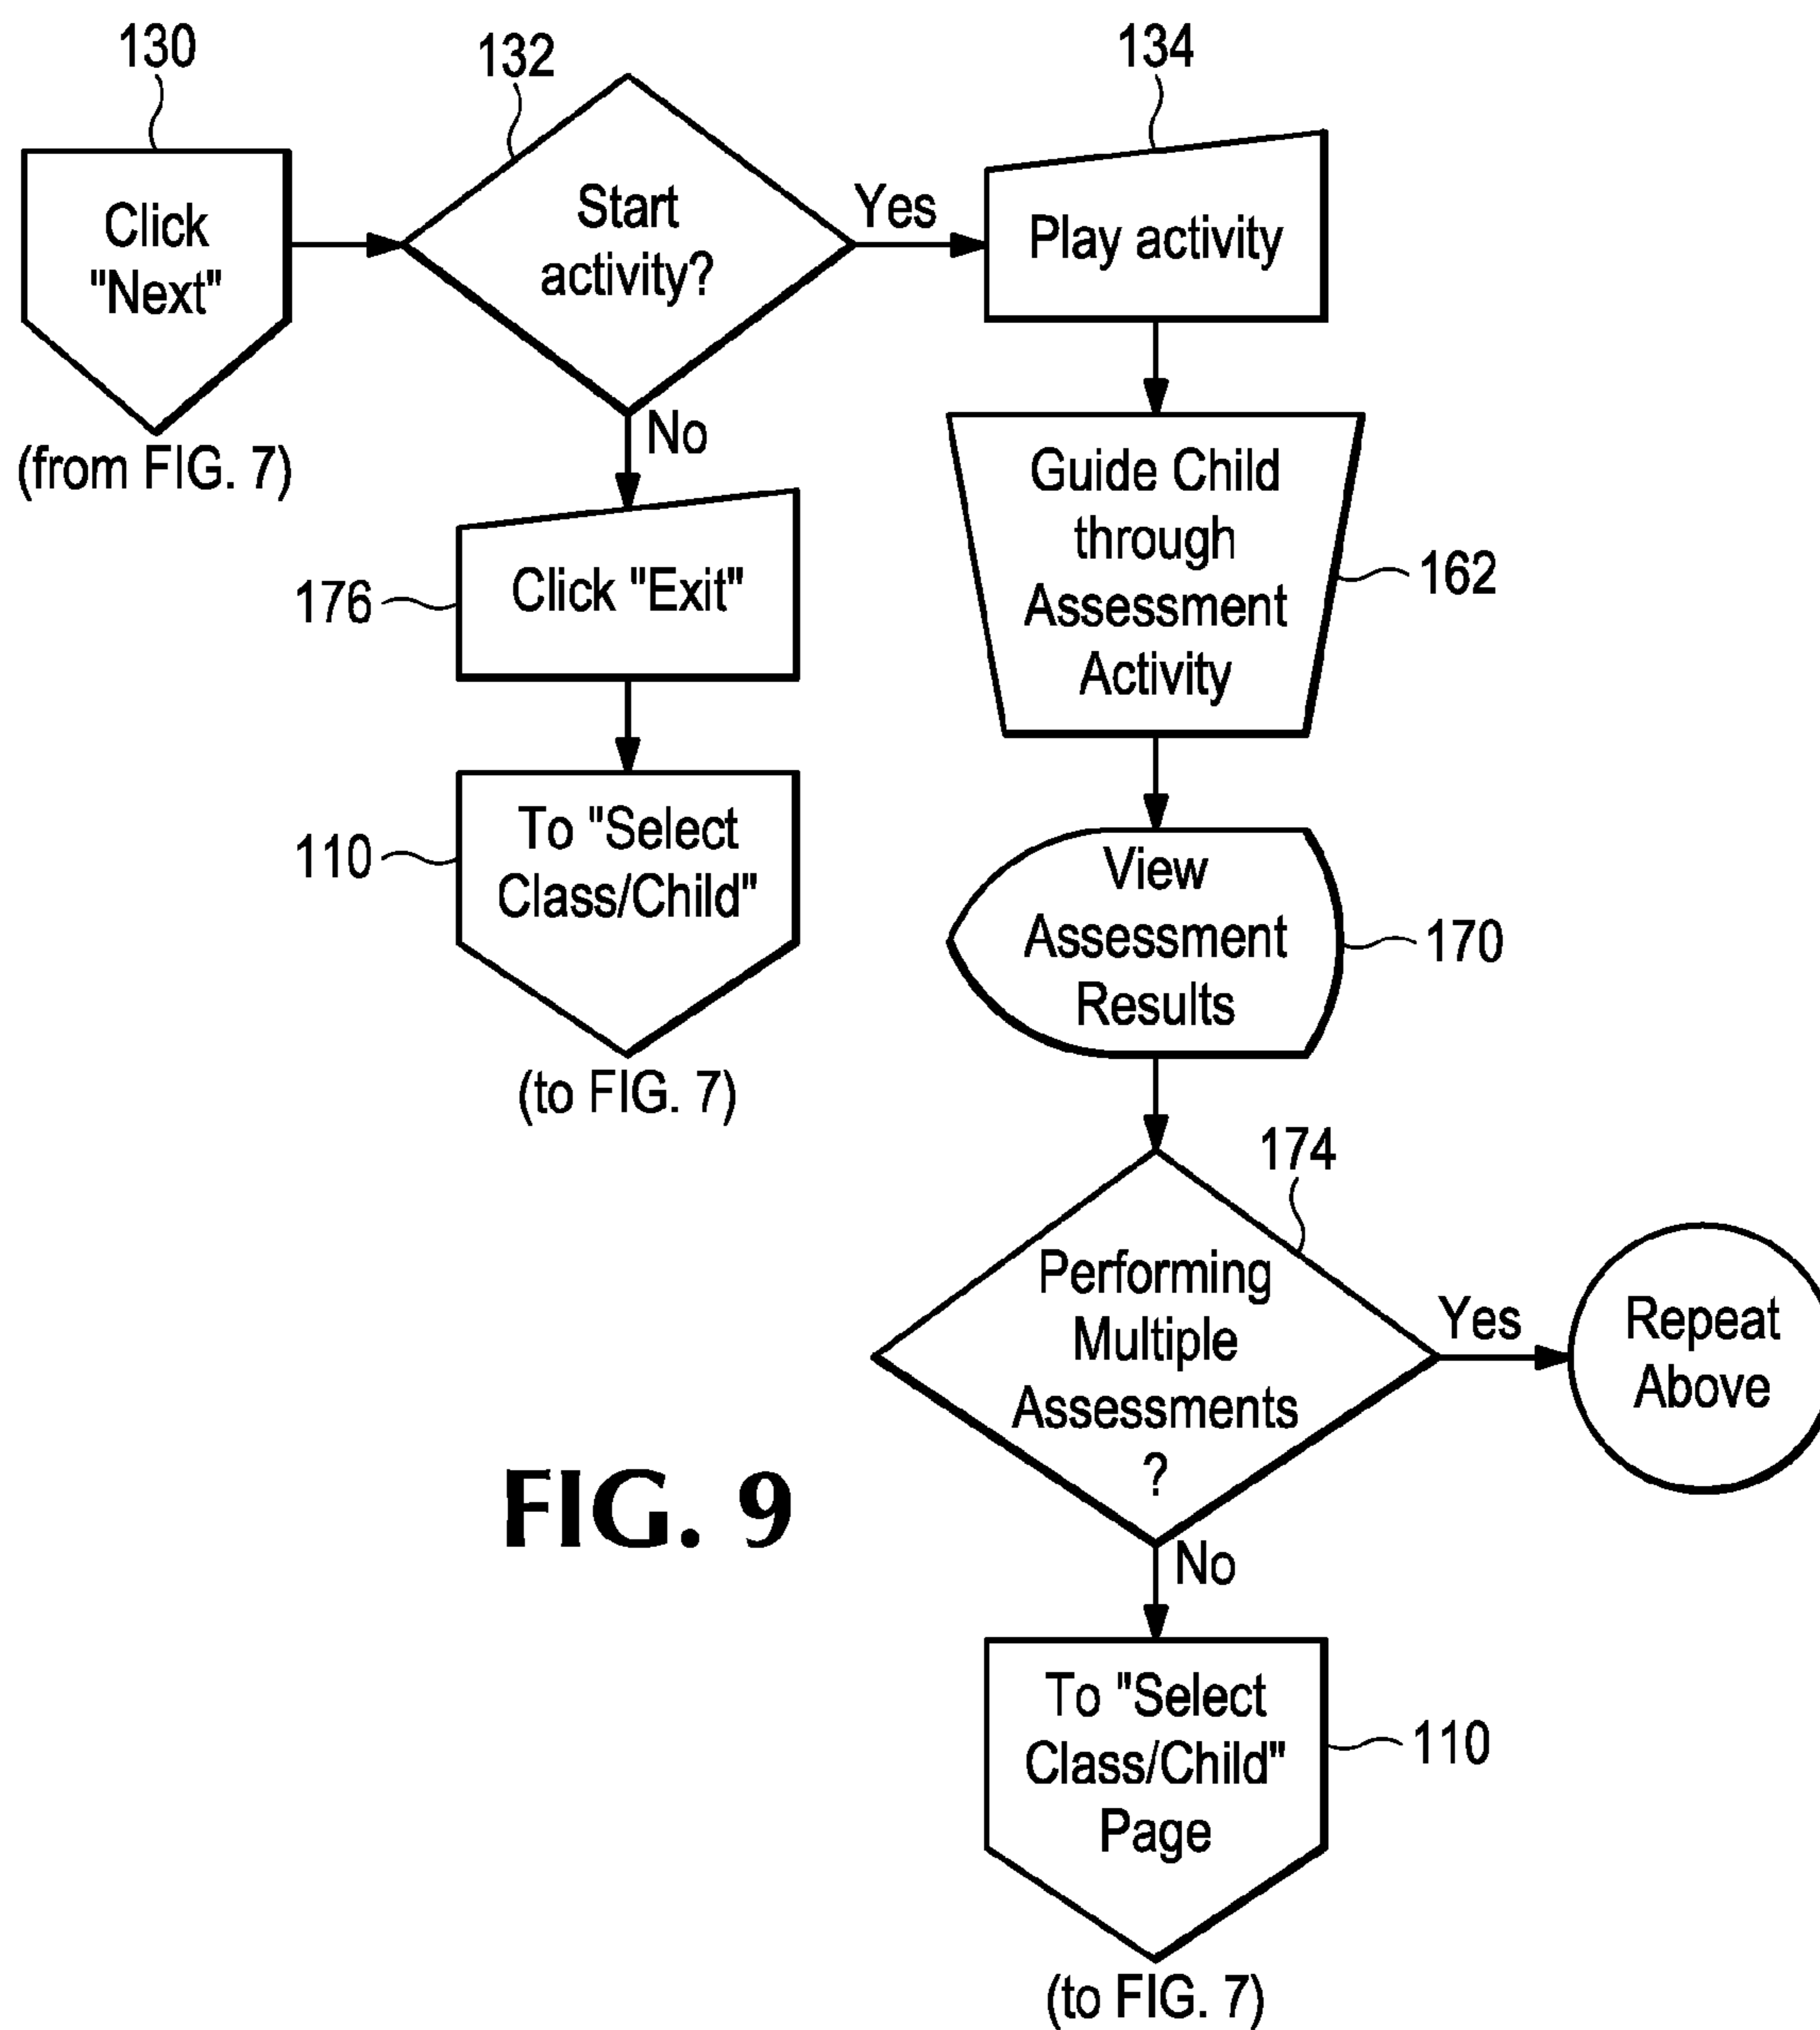 130
132
134
Click
"Next"
(from FIG. 7)
Start
activity?
Yes
No
Play activity
Guide Child
through
Assessment
Activity
162
176
Click "Exit"
110
To "Select
Class/Child"
(to FIG. 7)
View
Assessment
Results
170
174
Performing
Multiple
Assessments
?
Yes
Repeat
Above
No
To "Select
Class/Child"
Page
110
(to FIG. 7)
FIG. 9